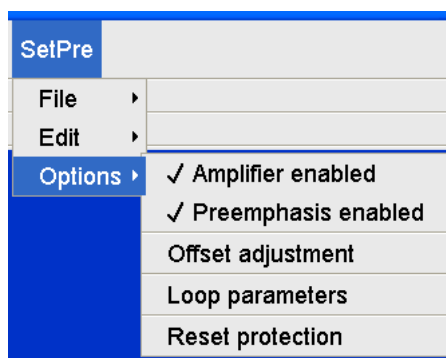 SetPre
File
Edit
Options
✓ Amplifier enabled
✓ Preemphasis enabled
Offset adjustment
Loop parameters
Reset protection